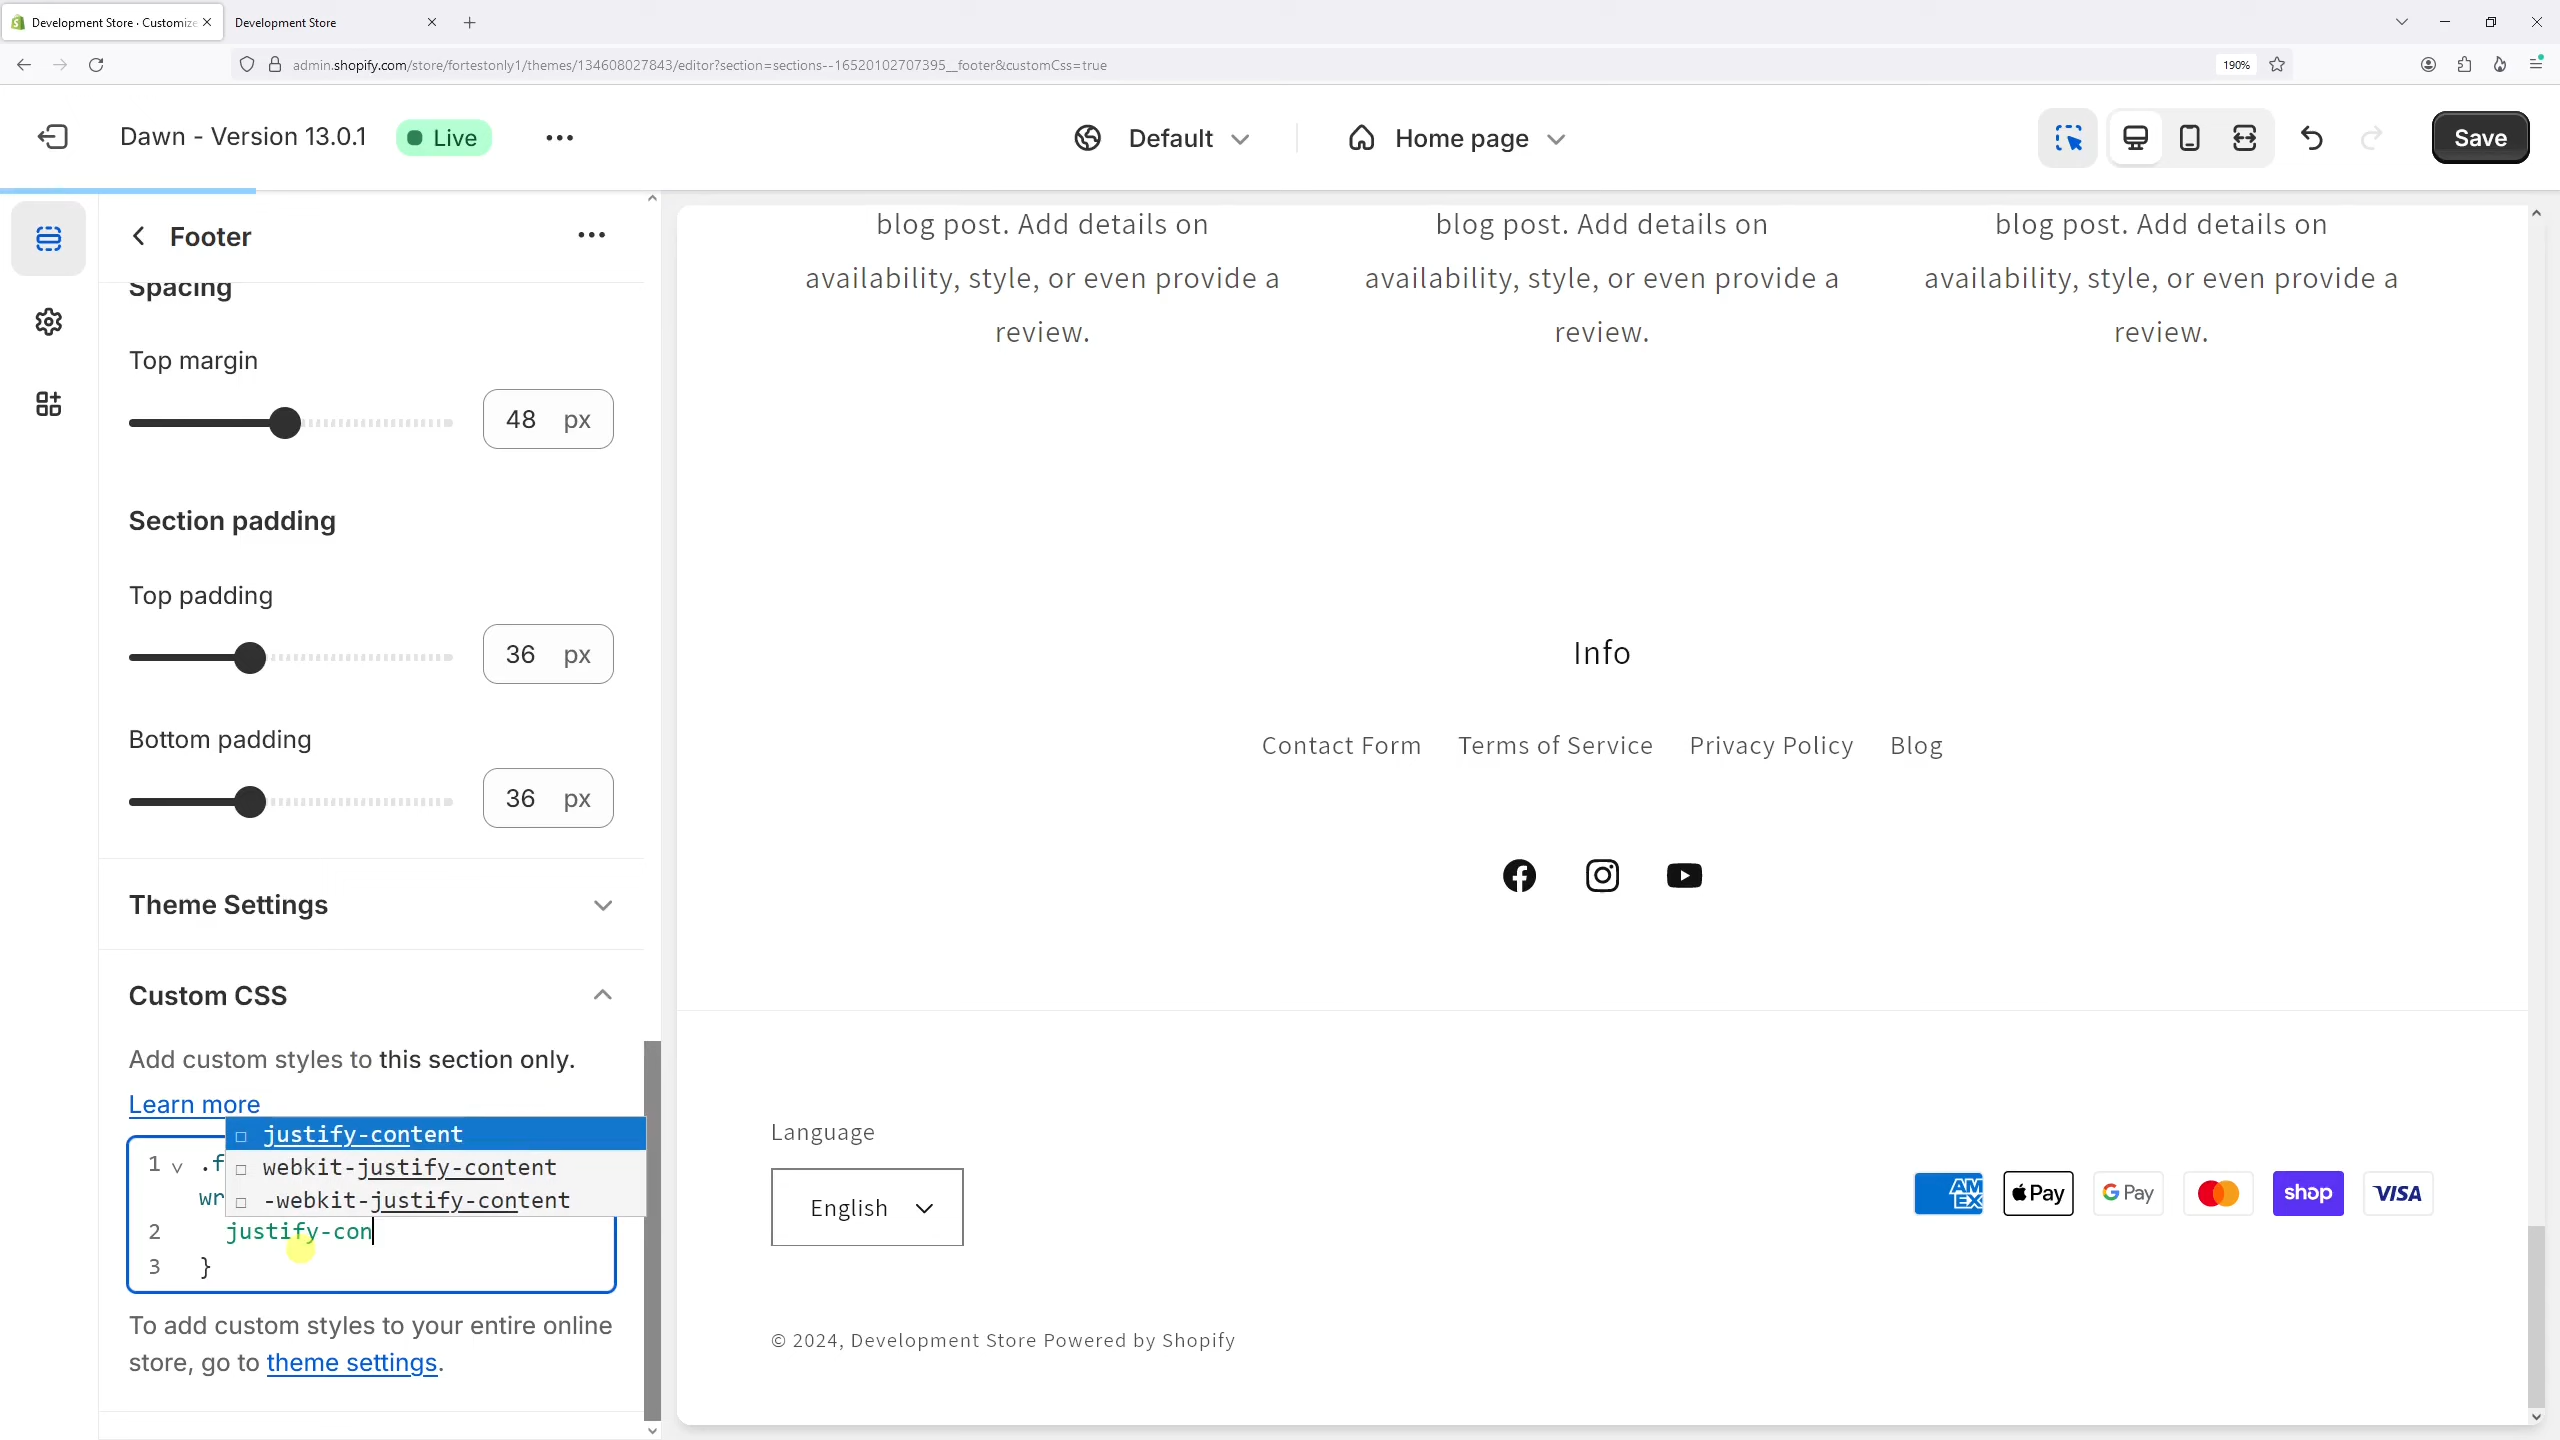 Development Store · Customize
Development Store
admin.shopify.com/store/fortestonly1/themes/134608027843/editor?section=sections--16520102707395__footer&customCss=true
190%
Dawn - Version 13.0.1
Live
Default
Home page
Save
Footer
Spacing
Top margin
48 px
Section padding
Top padding
36 px
Bottom padding
36 px
Theme Settings
Custom CSS
Add custom styles to this section only.
Learn more
justify-content
webkit-justify-content
-webkit-justify-content
1 .f
wr
2 justify-con
3 }
To add custom styles to your entire online
store, go to theme settings.
blog post. Add details on
availability, style, or even provide a
review.
blog post. Add details on
availability, style, or even provide a
review.
blog post. Add details on
availability, style, or even provide a
review.
Info
Contact Form Terms of Service Privacy Policy Blog
Language
English
AMEX Pay G Pay shop VISA
© 2024, Development Store Powered by Shopify